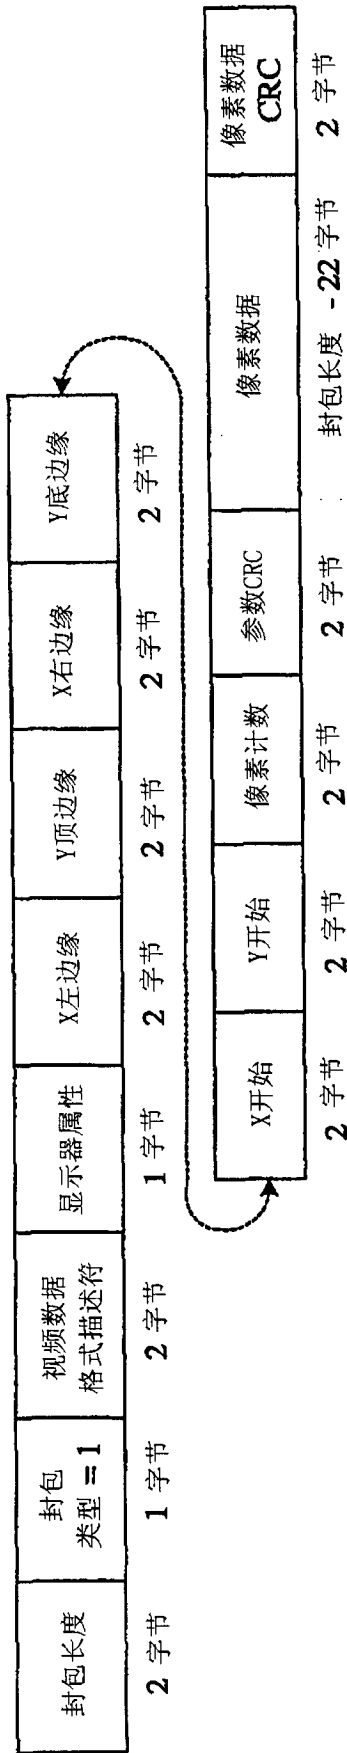 封包长度
2 字节
封包
类型 = 1
1 字节
视频数据
格式描述符
2 字节
显示器属性
1 字节
X左边缘
2 字节
Y顶边缘
2 字节
X右边缘
2 字节
Y底边缘
2 字节
X开始
2 字节
Y开始
2 字节
像素计数
2 字节
参数CRC
2 字节
像素数据
封包长度 -22 字节
像素数据
CRC
2 字节